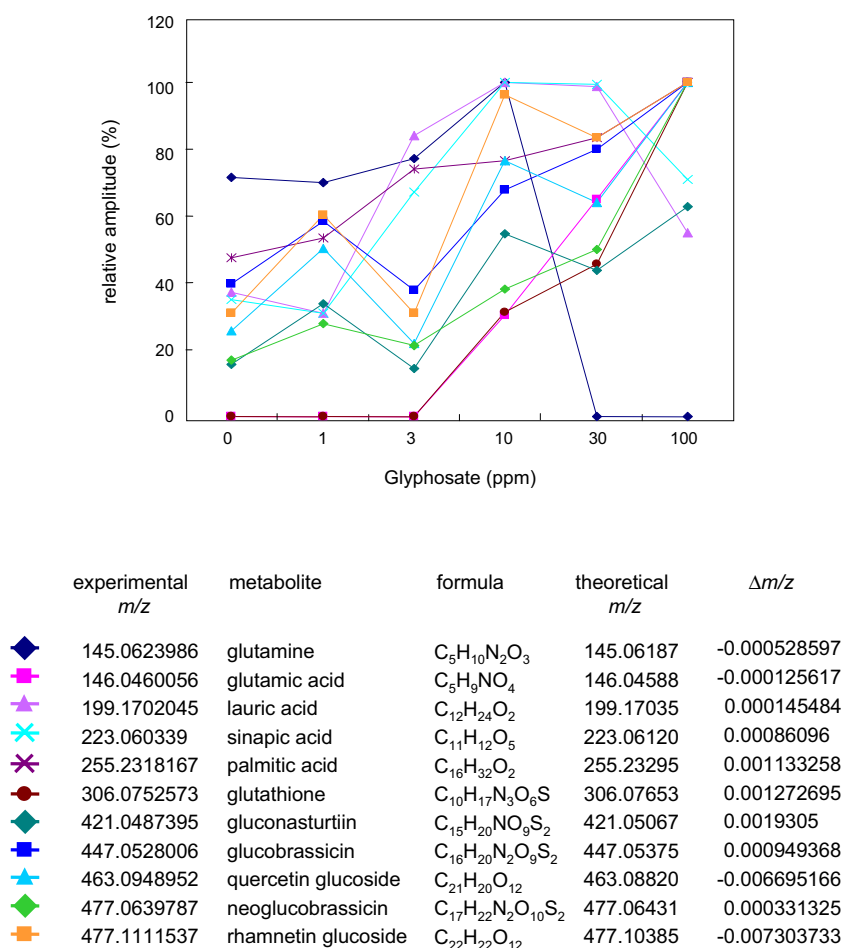 120
100
80
60
40
20
0
relative amplitude (%)
0 1 3 10 30 100
Glyphosate (ppm)
experimental m/z metabolite formula theoretical m/z Δm/z
145.0623986 glutamine C₅H₁₀N₂O₃ 145.06187 -0.000528597
146.0460056 glutamic acid C₅H₉NO₄ 146.04588 -0.000125617
199.1702045 lauric acid C₁₂H₂₄O₂ 199.17035 0.000145484
223.060339 sinapic acid C₁₁H₁₂O₅ 223.06120 0.00086096
255.2318167 palmitic acid C₁₆H₃₂O₂ 255.23295 0.001133258
306.0752573 glutathione C₁₀H₁₇N₃O₆S 306.07653 0.001272695
421.0487395 gluconasturtiin C₁₅H₂₀NO₉S₂ 421.05067 0.0019305
447.0528006 glucobrassicin C₁₆H₂₀N₂O₉S₂ 447.05375 0.000949368
463.0948952 quercetin glucoside C₂₁H₂₀O₁₂ 463.08820 -0.006695166
477.0639787 neoglucobrassicin C₁₇H₂₂N₂O₁₀S₂ 477.06431 0.000331325
477.1111537 rhamnetin glucoside C₂₂H₂₂O₁₂ 477.10385 -0.007303733